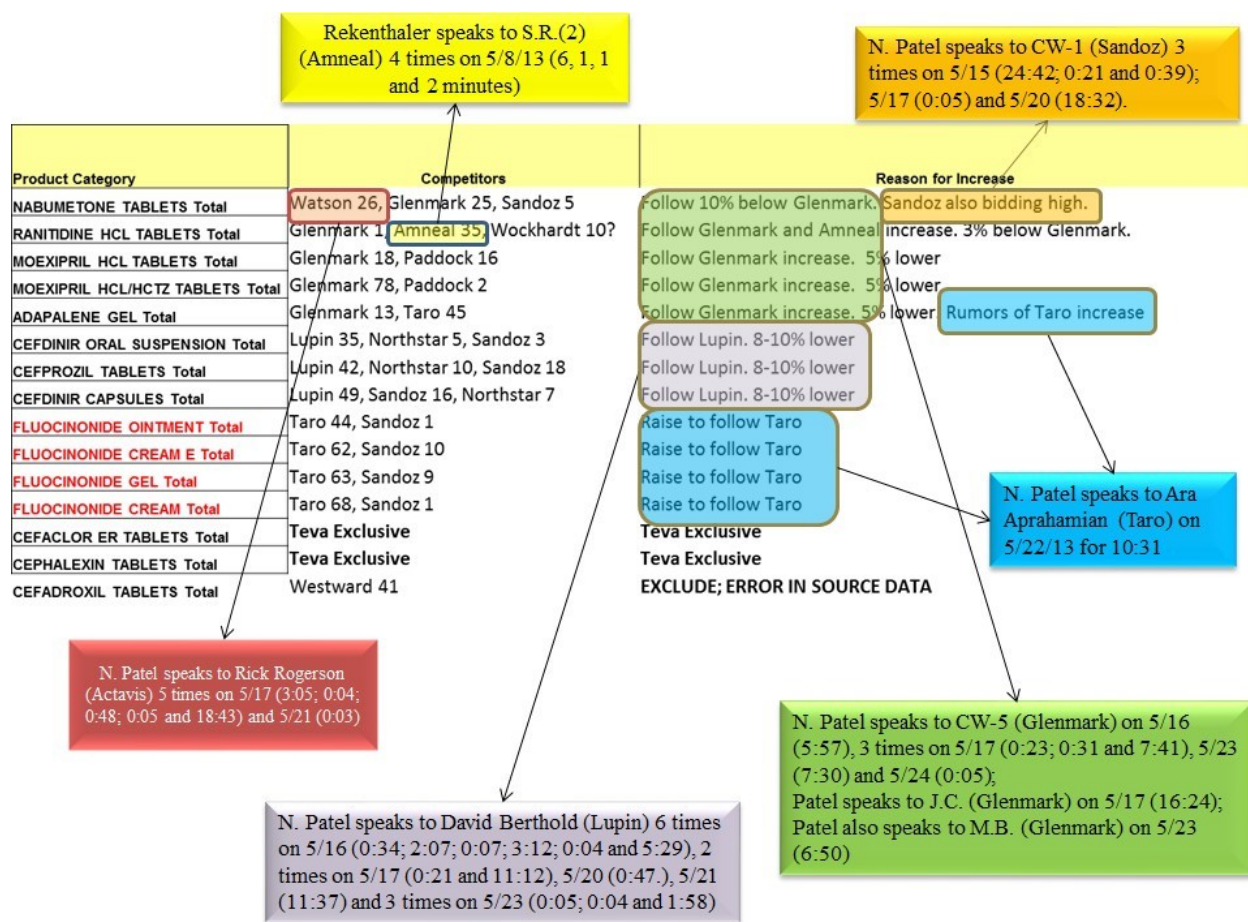 Rekenthaler speaks to S.R.(2)
(Amneal) 4 times on 5/8/13 (6, 1, 1
and 2 minutes)
N. Patel speaks to CW-1 (Sandoz) 3
times on 5/15 (24:42; 0:21 and 0:39);
5/17 (0:05) and 5/20 (18:32).
Product Category Competitors Reason for Increase
NABUMETONE TABLETS Total Watson 26, Glenmark 25, Sandoz 5 Follow 10% below Glenmark. Sandoz also bidding high.
RANITIDINE HCL TABLETS Total Glenmark 1, Amneal 35, Wockhardt 10? Follow Glenmark and Amneal increase. 3% below Glenmark.
MOEXIPRIL HCL TABLETS Total Glenmark 18, Paddock 16 Follow Glenmark increase. 5% lower
MOEXIPRIL HCL/HCTZ TABLETS Total Glenmark 78, Paddock 2 Follow Glenmark increase. 5% lower
ADAPALENE GEL Total Glenmark 13, Taro 45 Follow Glenmark increase. 5% lower. Rumors of Taro increase
CEFDINIR ORAL SUSPENSION Total Lupin 35, Northstar 5, Sandoz 3 Follow Lupin. 8-10% lower
CEFPROZIL TABLETS Total Lupin 42, Northstar 10, Sandoz 18 Follow Lupin. 8-10% lower
CEFDINIR CAPSULES Total Lupin 49, Sandoz 16, Northstar 7 Follow Lupin. 8-10% lower
FLUOCINONIDE OINTMENT Total Taro 44, Sandoz 1 Raise to follow Taro
FLUOCINONIDE CREAM E Total Taro 62, Sandoz 10 Raise to follow Taro
FLUOCINONIDE GEL Total Taro 63, Sandoz 9 Raise to follow Taro
FLUOCINONIDE CREAM Total Taro 68, Sandoz 1 Raise to follow Taro
CEFACLOR ER TABLETS Total Teva Exclusive Teva Exclusive
CEPHALEXIN TABLETS Total Teva Exclusive Teva Exclusive
CEFADROXIL TABLETS Total Westward 41 EXCLUDE; ERROR IN SOURCE DATA
N. Patel speaks to Ara
Aprahamian (Taro) on
5/22/13 for 10:31
N. Patel speaks to Rick Rogerson
(Actavis) 5 times on 5/17 (3:05; 0:04;
0:48; 0:05 and 18:43) and 5/21 (0:03)
N. Patel speaks to CW-5 (Glenmark) on 5/16
(5:57), 3 times on 5/17 (0:23; 0:31 and 7:41), 5/23
(7:30) and 5/24 (0:05);
Patel speaks to J.C. (Glenmark) on 5/17 (16:24);
Patel also speaks to M.B. (Glenmark) on 5/23
(6:50)
N. Patel speaks to David Berthold (Lupin) 6 times
on 5/16 (0:34; 2:07; 0:07; 3:12; 0:04 and 5:29), 2
times on 5/17 (0:21 and 11:12), 5/20 (0:47.), 5/21
(11:37) and 3 times on 5/23 (0:05; 0:04 and 1:58)